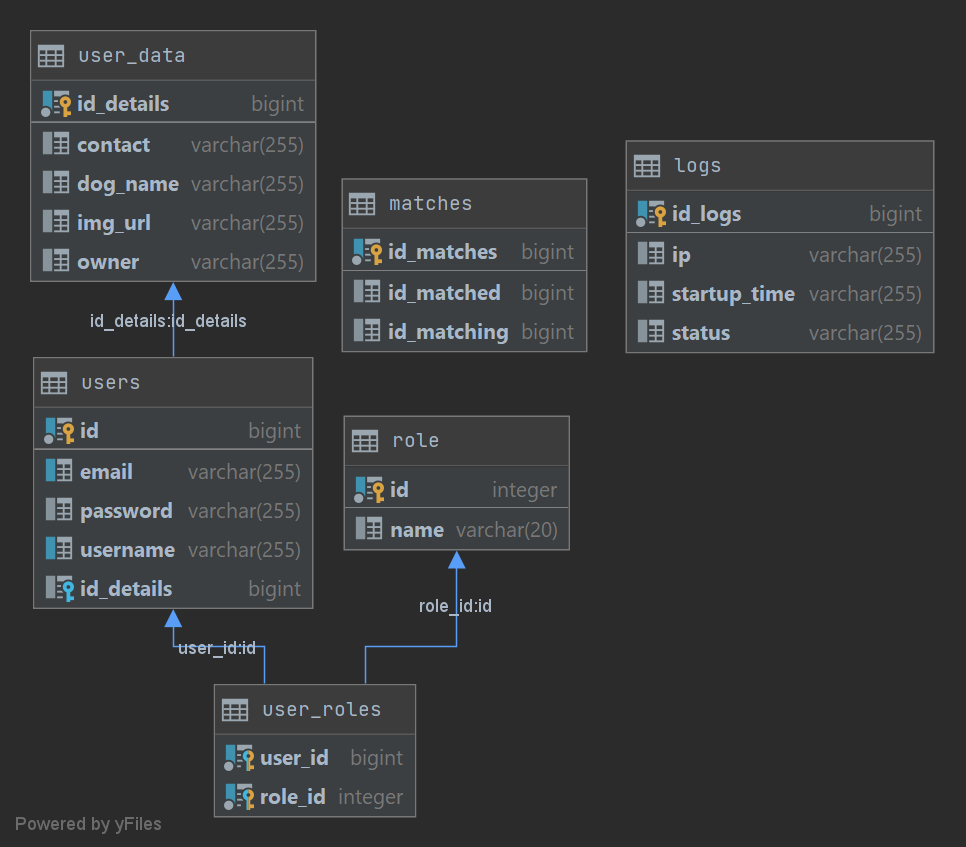 user_data
id_details bigint
contact varchar(255)
dog_name varchar(255)
img_url varchar(255)
owner varchar(255)
id_details:id_details
users
id bigint
email varchar(255)
password varchar(255)
username varchar(255)
id_details bigint
user_id:id
matches
id_matches bigint
id_matched bigint
id_matching bigint
logs
id_logs bigint
ip varchar(255)
startup_time varchar(255)
status varchar(255)
role
id integer
name varchar(20)
role_id:id
user_roles
user_id bigint
role_id integer
Powered by yFiles